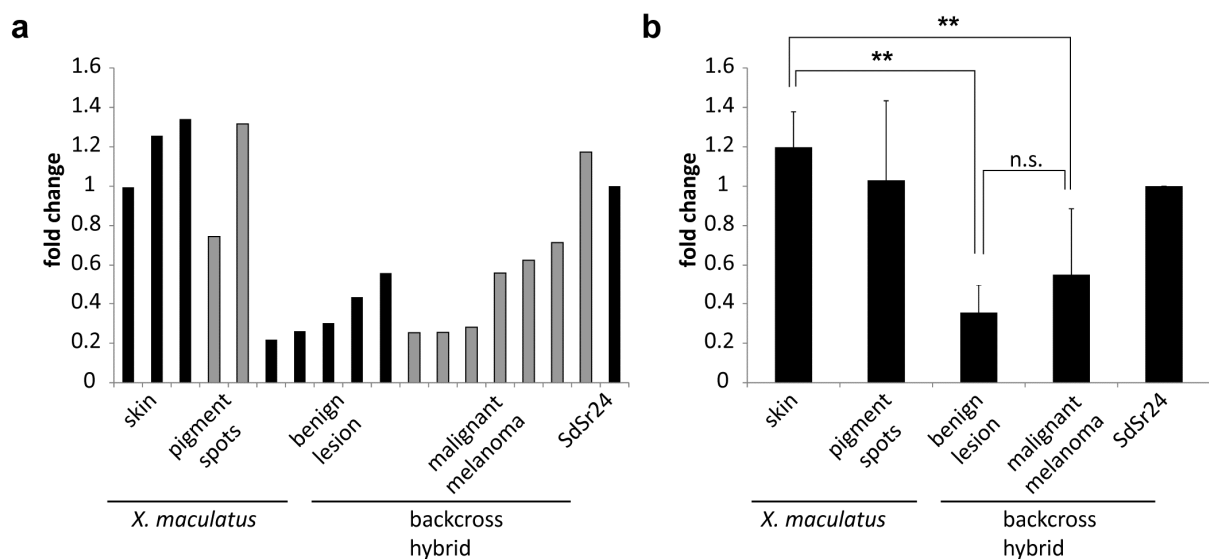 a
fold change
1.6
1.4
1.2
1
0.8
0.6
0.4
0.2
0
skin
pigment
spots
benign
lesion
malignant
melanoma
SdSr24
X. maculatus
backcross
hybrid
b
fold change
1.6
1.4
1.2
1
0.8
0.6
0.4
0.2
0
**
**
n.s.
skin
pigment
spots
benign
lesion
malignant
melanoma
SdSr24
X. maculatus
backcross
hybrid